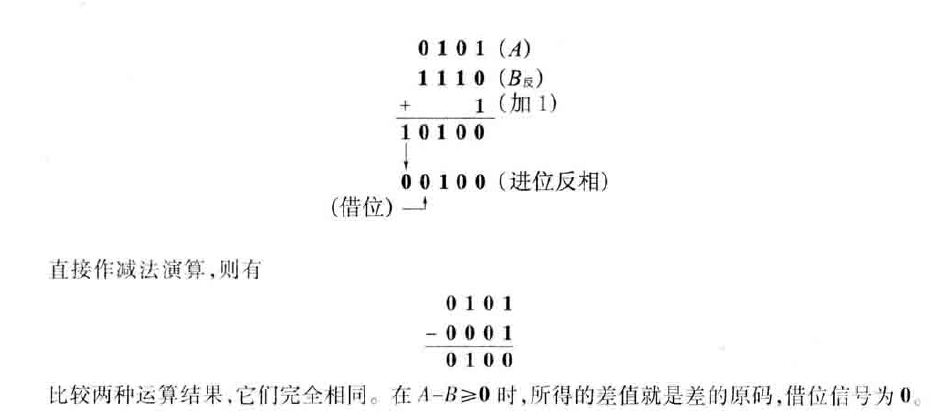 0 1 0 1 (A)
1 1 1 0 (B反)
+ 1 (加 1)
1 0 1 0 0
0 0 1 0 0 (进位反相)
(借位)
直接作减法演算,则有
0 1 0 1
- 0 0 0 1
0 1 0 0
比较两种运算结果,它们完全相同。在 A-B≥0 时,所得的差值就是差的原码,借位信号为 0。